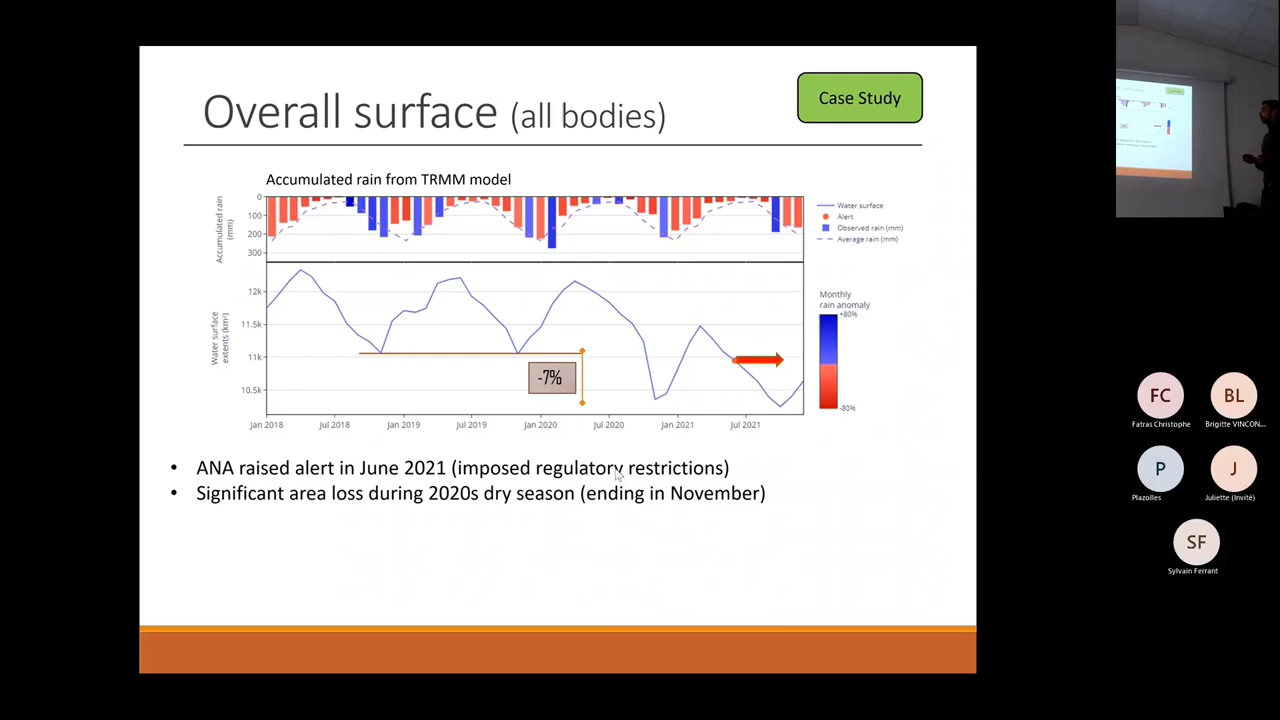 Overall surface (all bodies)
Case Study
Accumulated rain from TRMM model
Accumulated rain
(mm)
0
100
200
300
Water surface
extents (km²)
12k
11.5k
11k
10.5k
-7%
Jan 2018
Jul 2018
Jan 2019
Jul 2019
Jan 2020
Jul 2020
Jan 2021
Jul 2021
Water surface
Alert
Observed rain (mm)
Average rain (mm)
Monthly
rain anomaly
+80%
-80%
• ANA raised alert in June 2021 (imposed regulatory restrictions)
• Significant area loss during 2020s dry season (ending in November)
FC
Fatras Christophe
BL
Brigitte VINCON...
P
Plazolles
J
Juliette (Invité)
SF
Sylvain Ferrant